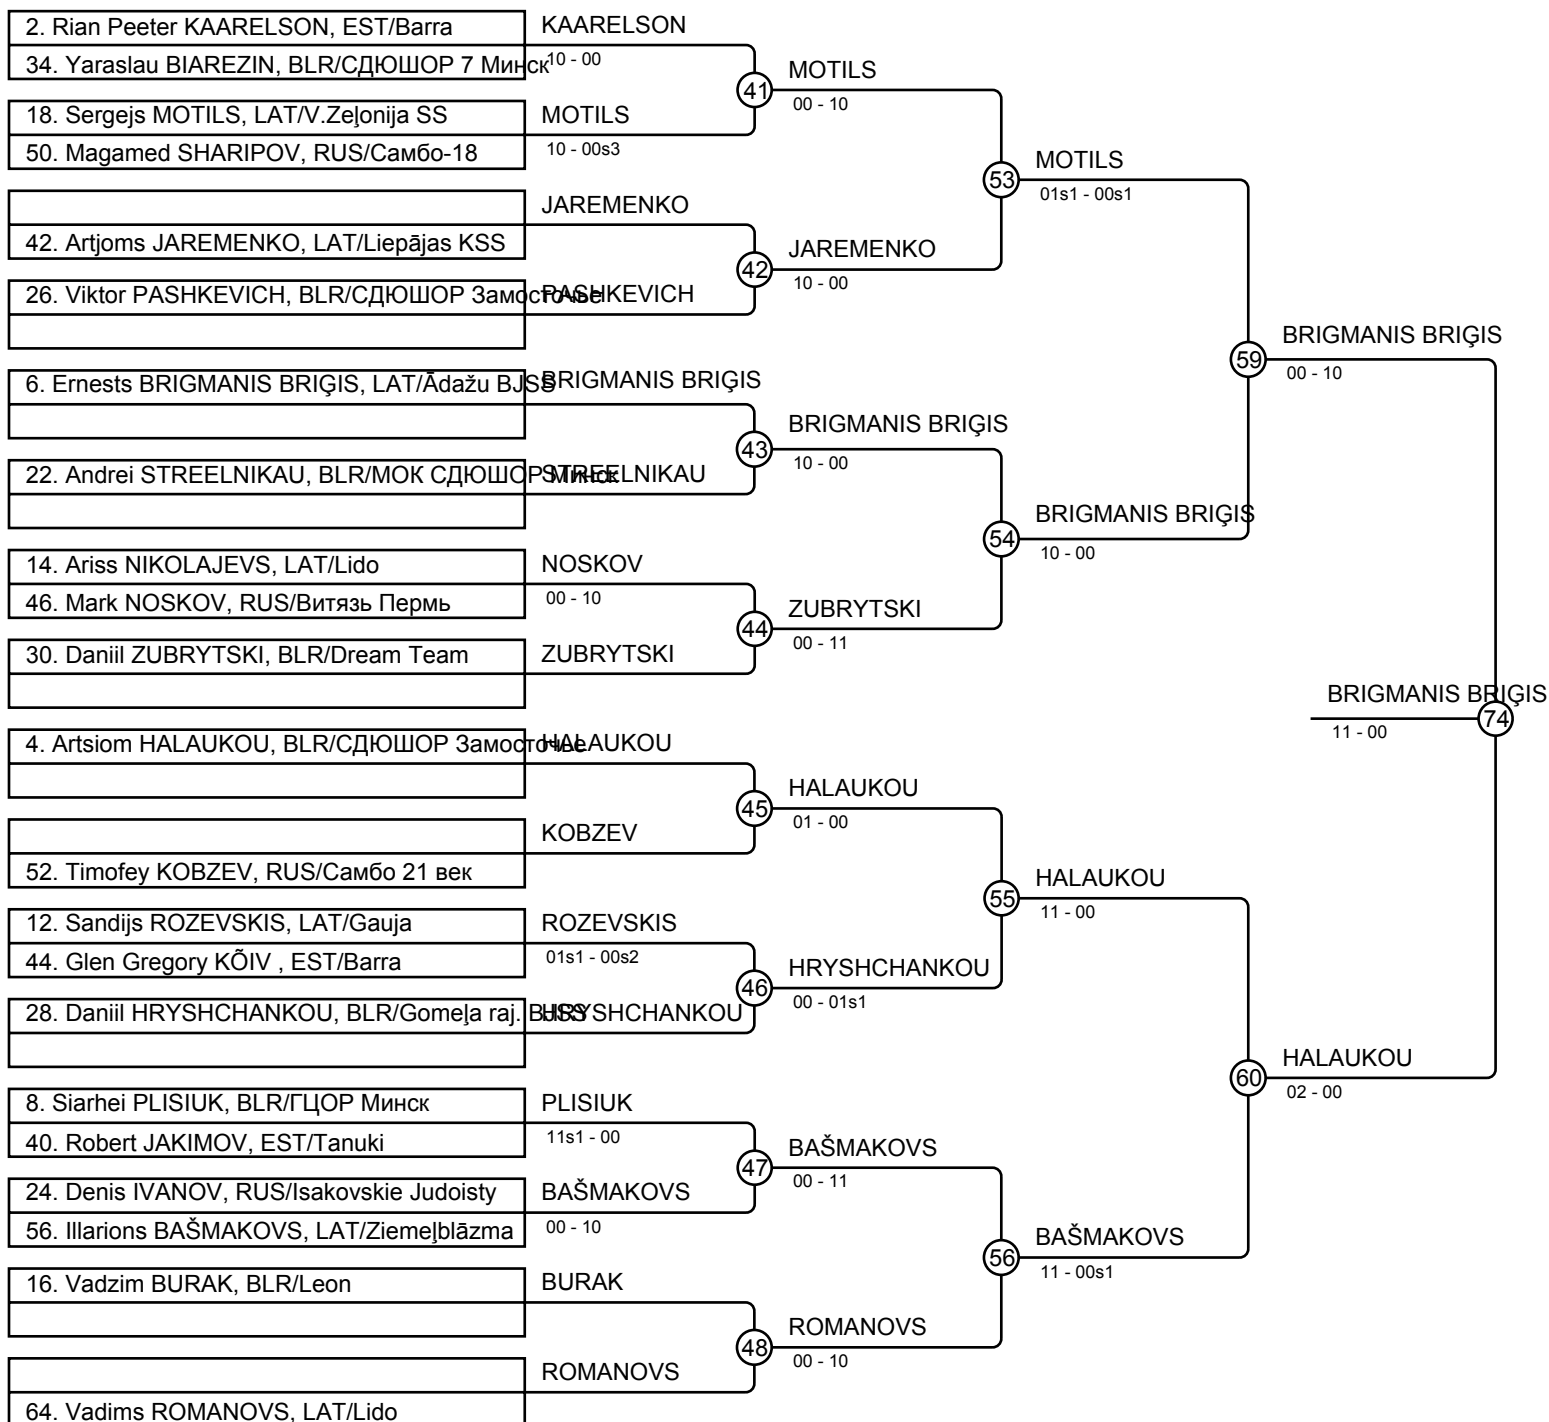 2. Rian Peeter KAARELSON, EST/Barra
KAARELSON
34. Yaraslau BIAREZIN, BLR/СДЮШОР 7 Минск
10 - 00
MOTILS
41
00 - 10
18. Sergejs MOTILS, LAT/V.Zeļonija SS
MOTILS
50. Magamed SHARIPOV, RUS/Самбо-18
10 - 00s3
MOTILS
53
01s1 - 00s1
JAREMENKO
42. Artjoms JAREMENKO, LAT/Liepājas KSS
JAREMENKO
42
10 - 00
26. Viktor PASHKEVICH, BLR/СДЮШОР Замосточье
PASHKEVICH
BRIGMANIS BRIĢIS
59
00 - 10
6. Ernests BRIGMANIS BRIĢIS, LAT/Ādažu BJSS
BRIGMANIS BRIĢIS
BRIGMANIS BRIĢIS
43
10 - 00
22. Andrei STREELNIKAU, BLR/МОК СДЮШОР Минск
STREELNIKAU
BRIGMANIS BRIĢIS
54
10 - 00
14. Ariss NIKOLAJEVS, LAT/Lido
NOSKOV
46. Mark NOSKOV, RUS/Витязь Пермь
00 - 10
ZUBRYTSKI
44
00 - 11
30. Daniil ZUBRYTSKI, BLR/Dream Team
ZUBRYTSKI
BRIGMANIS BRIĢIS
74
11 - 00
4. Artsiom HALAUKOU, BLR/СДЮШОР Замосточье
HALAUKOU
HALAUKOU
45
01 - 00
KOBZEV
52. Timofey KOBZEV, RUS/Самбо 21 век
HALAUKOU
55
11 - 00
12. Sandijs ROZEVSKIS, LAT/Gauja
ROZEVSKIS
44. Glen Gregory KÕIV , EST/Barra
01s1 - 00s2
HRYSHCHANKOU
46
00 - 01s1
28. Daniil HRYSHCHANKOU, BLR/Gomeļa raj. BJSS
HRYSHCHANKOU
HALAUKOU
60
02 - 00
8. Siarhei PLISIUK, BLR/ГЦОР Минск
PLISIUK
40. Robert JAKIMOV, EST/Tanuki
11s1 - 00
BAŠMAKOVS
47
00 - 11
24. Denis IVANOV, RUS/Isakovskie Judoisty
BAŠMAKOVS
56. Illarions BAŠMAKOVS, LAT/Ziemeļblāzma
00 - 10
BAŠMAKOVS
56
11 - 00s1
16. Vadzim BURAK, BLR/Leon
BURAK
ROMANOVS
48
00 - 10
ROMANOVS
64. Vadims ROMANOVS, LAT/Lido